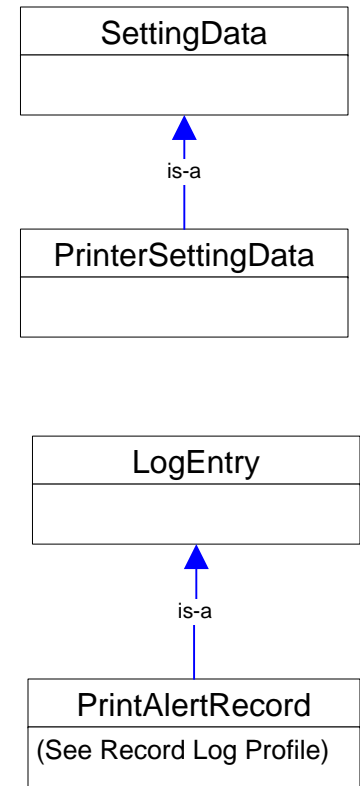 SettingData
is-a
PrinterSettingData
LogEntry
is-a
PrintAlertRecord
(See Record Log Profile)